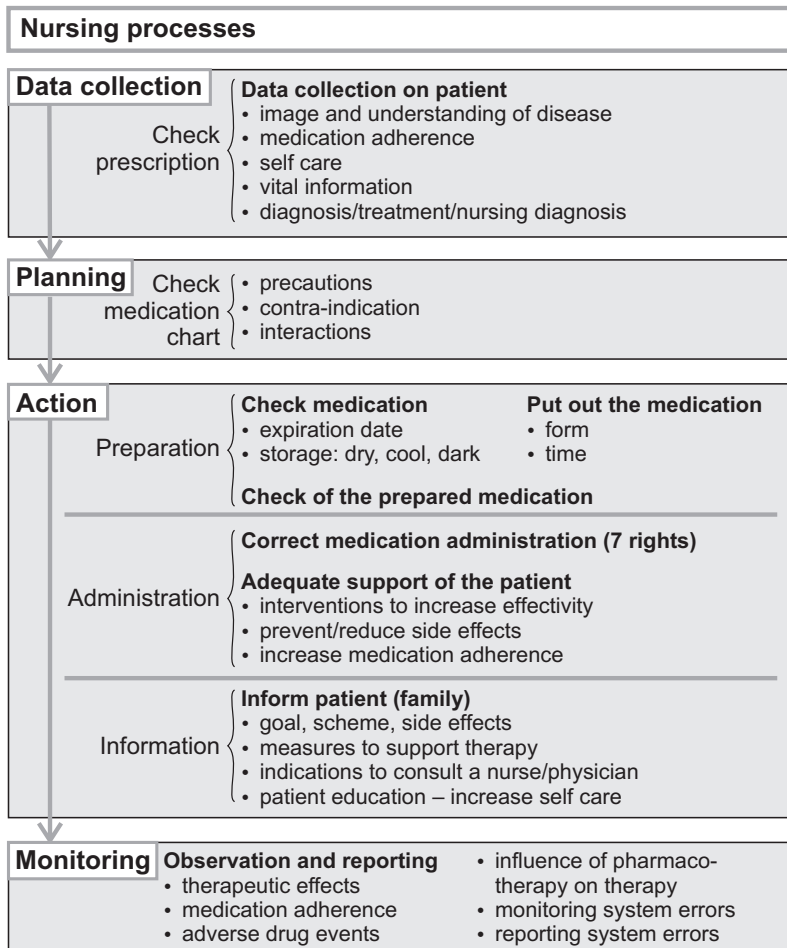 Nursing processes
Data collection
Check
prescription
Data collection on patient
• image and understanding of disease
• medication adherence
• self care
• vital information
• diagnosis/treatment/nursing diagnosis
Planning
Check
medication
chart
• precautions
• contra-indication
• interactions
Action
Preparation
Check medication
• expiration date
• storage: dry, cool, dark
Put out the medication
• form
• time
Check of the prepared medication
Administration
Correct medication administration (7 rights)
Adequate support of the patient
• interventions to increase effectivity
• prevent/reduce side effects
• increase medication adherence
Information
Inform patient (family)
• goal, scheme, side effects
• measures to support therapy
• indications to consult a nurse/physician
• patient education – increase self care
Monitoring
Observation and reporting
• therapeutic effects
• medication adherence
• adverse drug events
• influence of pharmaco-
therapy on therapy
• monitoring system errors
• reporting system errors